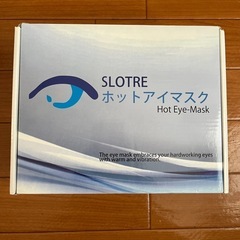 SLOTRE
ホットアイマスク
Hot Eye-Mask
The eye mask embraces your hardworking eyes
with warm and vibration.